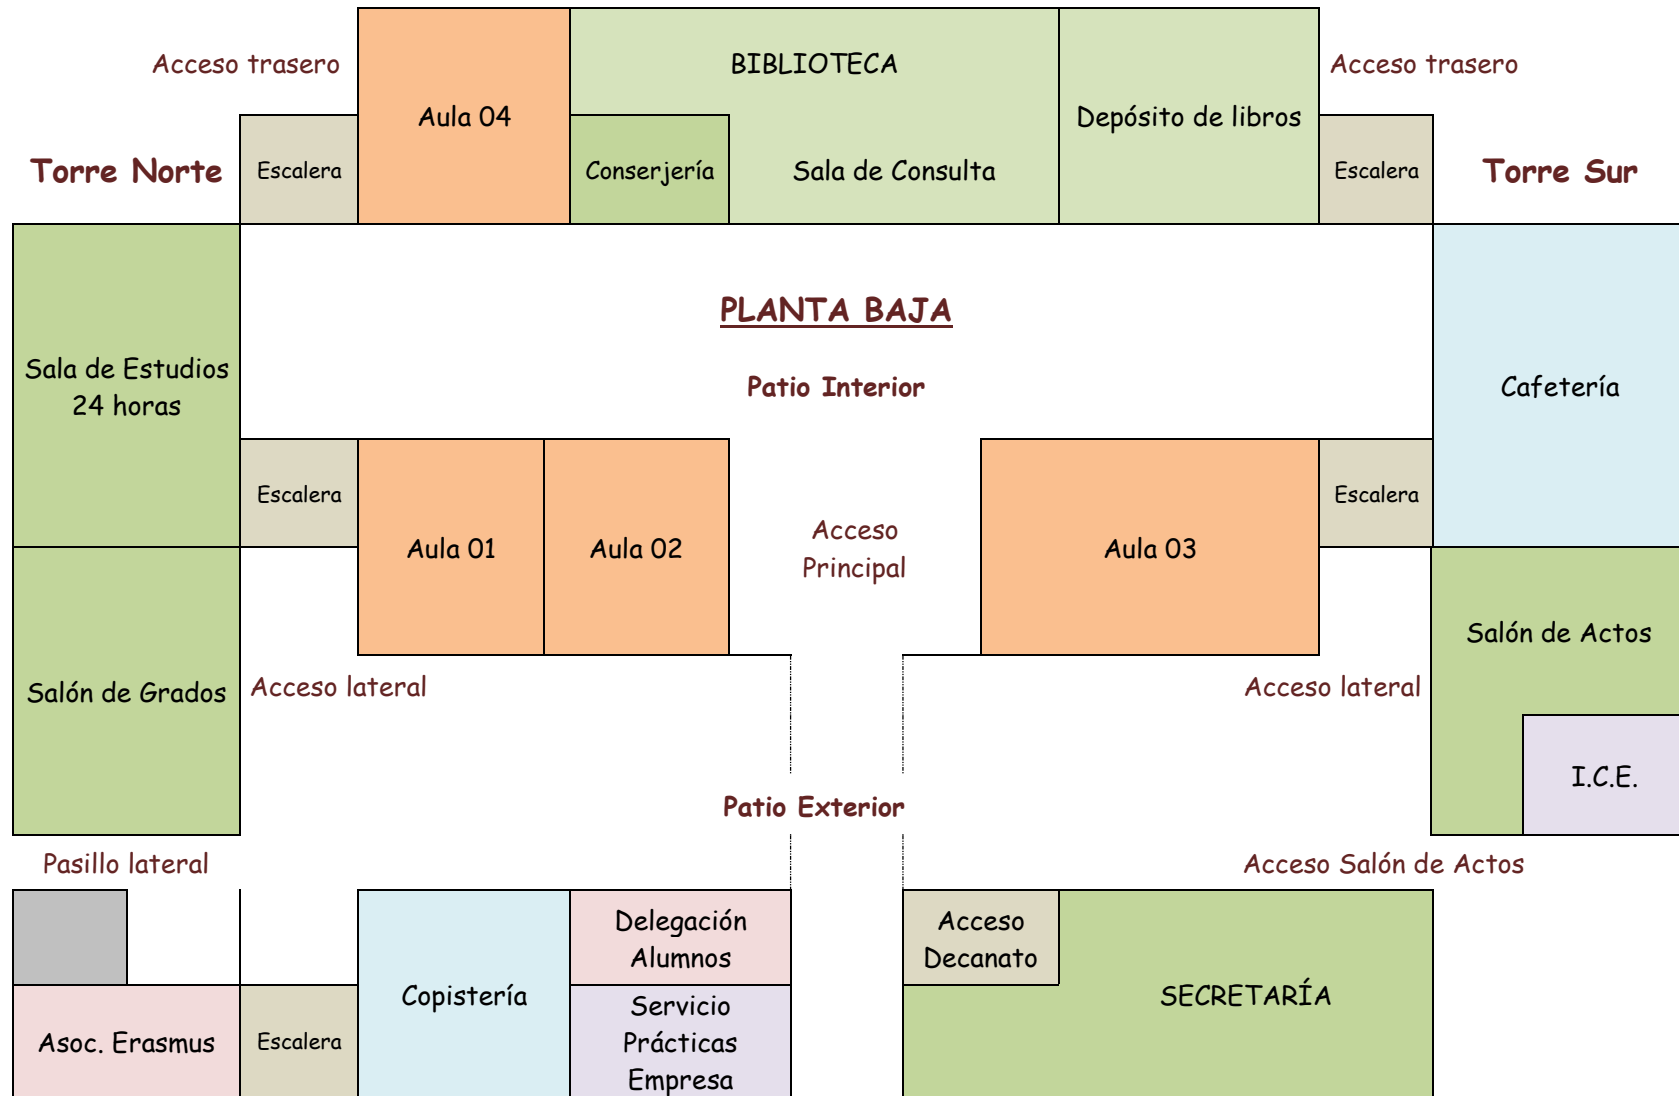 BIBLIOTECA
Acceso trasero
Acceso trasero
Aula 04
Depósito de libros
Torre Norte
Escalera
Conserjería
Sala de Consulta
Escalera
Torre Sur
PLANTA BAJA
Sala de Estudios
24 horas
Patio Interior
Cafetería
Escalera
Escalera
Aula 01
Aula 02
Acceso
Principal
Aula 03
Salón de Actos
Salón de Grados
Acceso lateral
Acceso lateral
I.C.E.
Patio Exterior
Pasillo lateral
Acceso Salón de Actos
Delegación
Alumnos
Acceso
Decanato
Copistería
SECRETARÍA
Asoc. Erasmus
Escalera
Servicio
Prácticas
Empresa